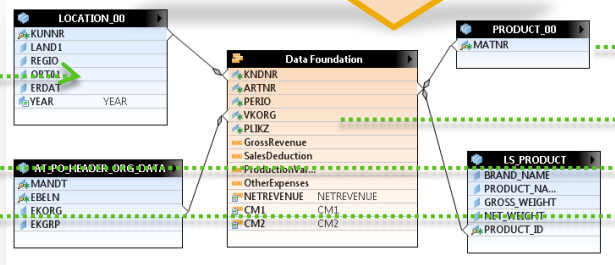 LOCATION_00
KUNNR
LAND1
REGIO
ORT01
ERDAT
YEAR YEAR
AT_PO_HEADER_ORG_DATA
MANDT
EBELN
EKORG
EKGRP
Data Foundation
KNDNR
ARTNR
PERIO
VKORG
PLIKZ
GrossRevenue
SalesDeduction
ProductionVal...
OtherExpenses
NETREVENUE NETREVENUE
CM1 CM1
CM2 CM2
PRODUCT_00
MATNR
LS_PRODUCT
BRAND_NAME
PRODUCT_NA...
GROSS_WEIGHT
NET_WEIGHT
PRODUCT_ID